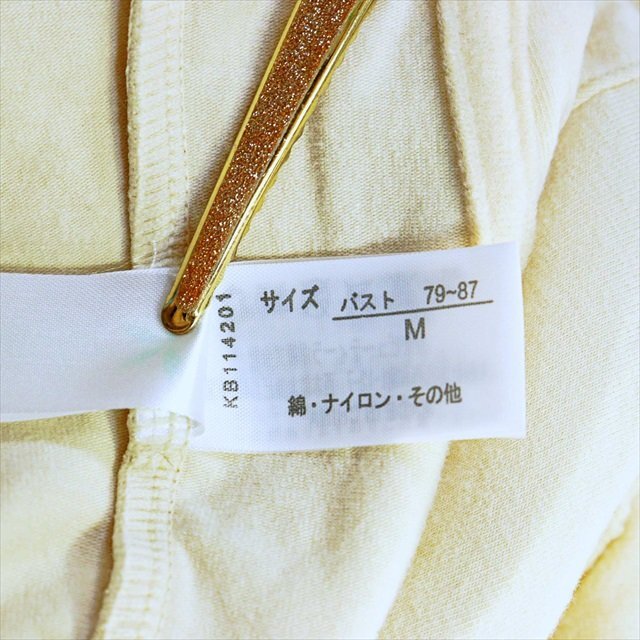 KB114201
サイズ バスト 79~87
M
綿・ナイロン・その他